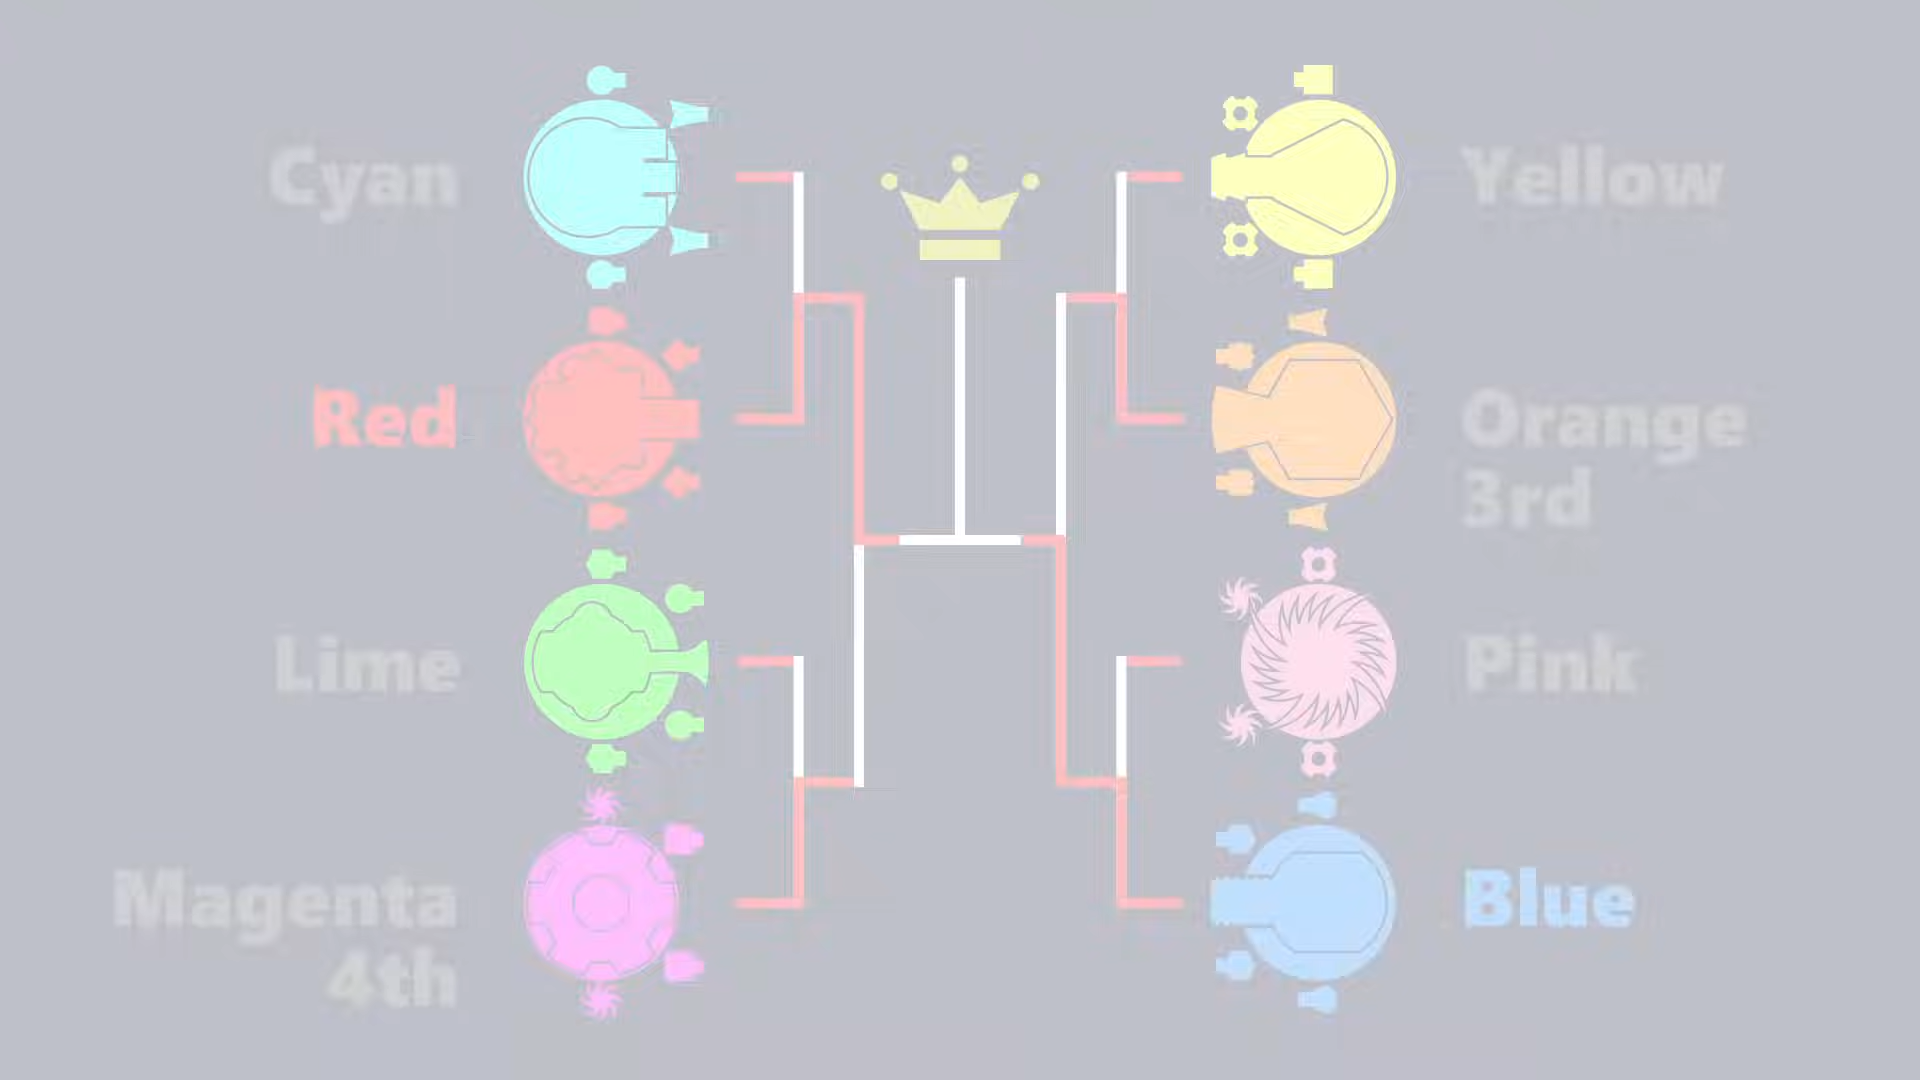 Cyan
Red
Lime
Magenta
4th
Yellow
Orange
3rd
Pink
Blue